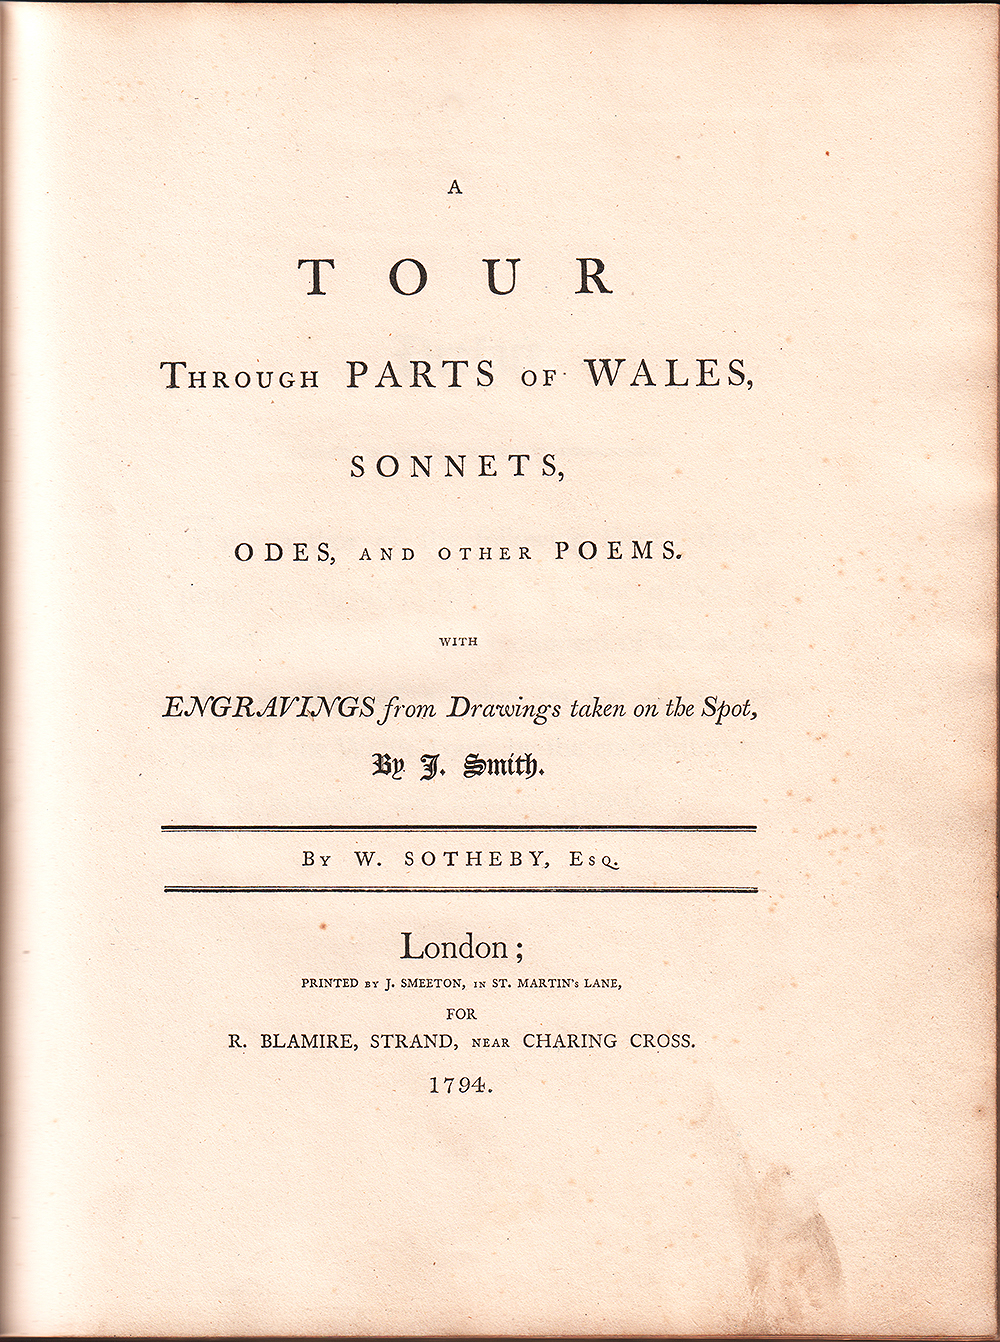 A
TOUR
THROUGH PARTS OF WALES,
SONNETS,
ODES, AND OTHER POEMS.
WITH
ENGRAVINGS from Drawings taken on the Spot,
By J. Smith.
BY W. SOTHEBY, ESQ.
London;
PRINTED BY J. SMEETON, IN ST. MARTIN's LANE,
FOR
R. BLAMIRE, STRAND, NEAR CHARING CROSS.
1794.